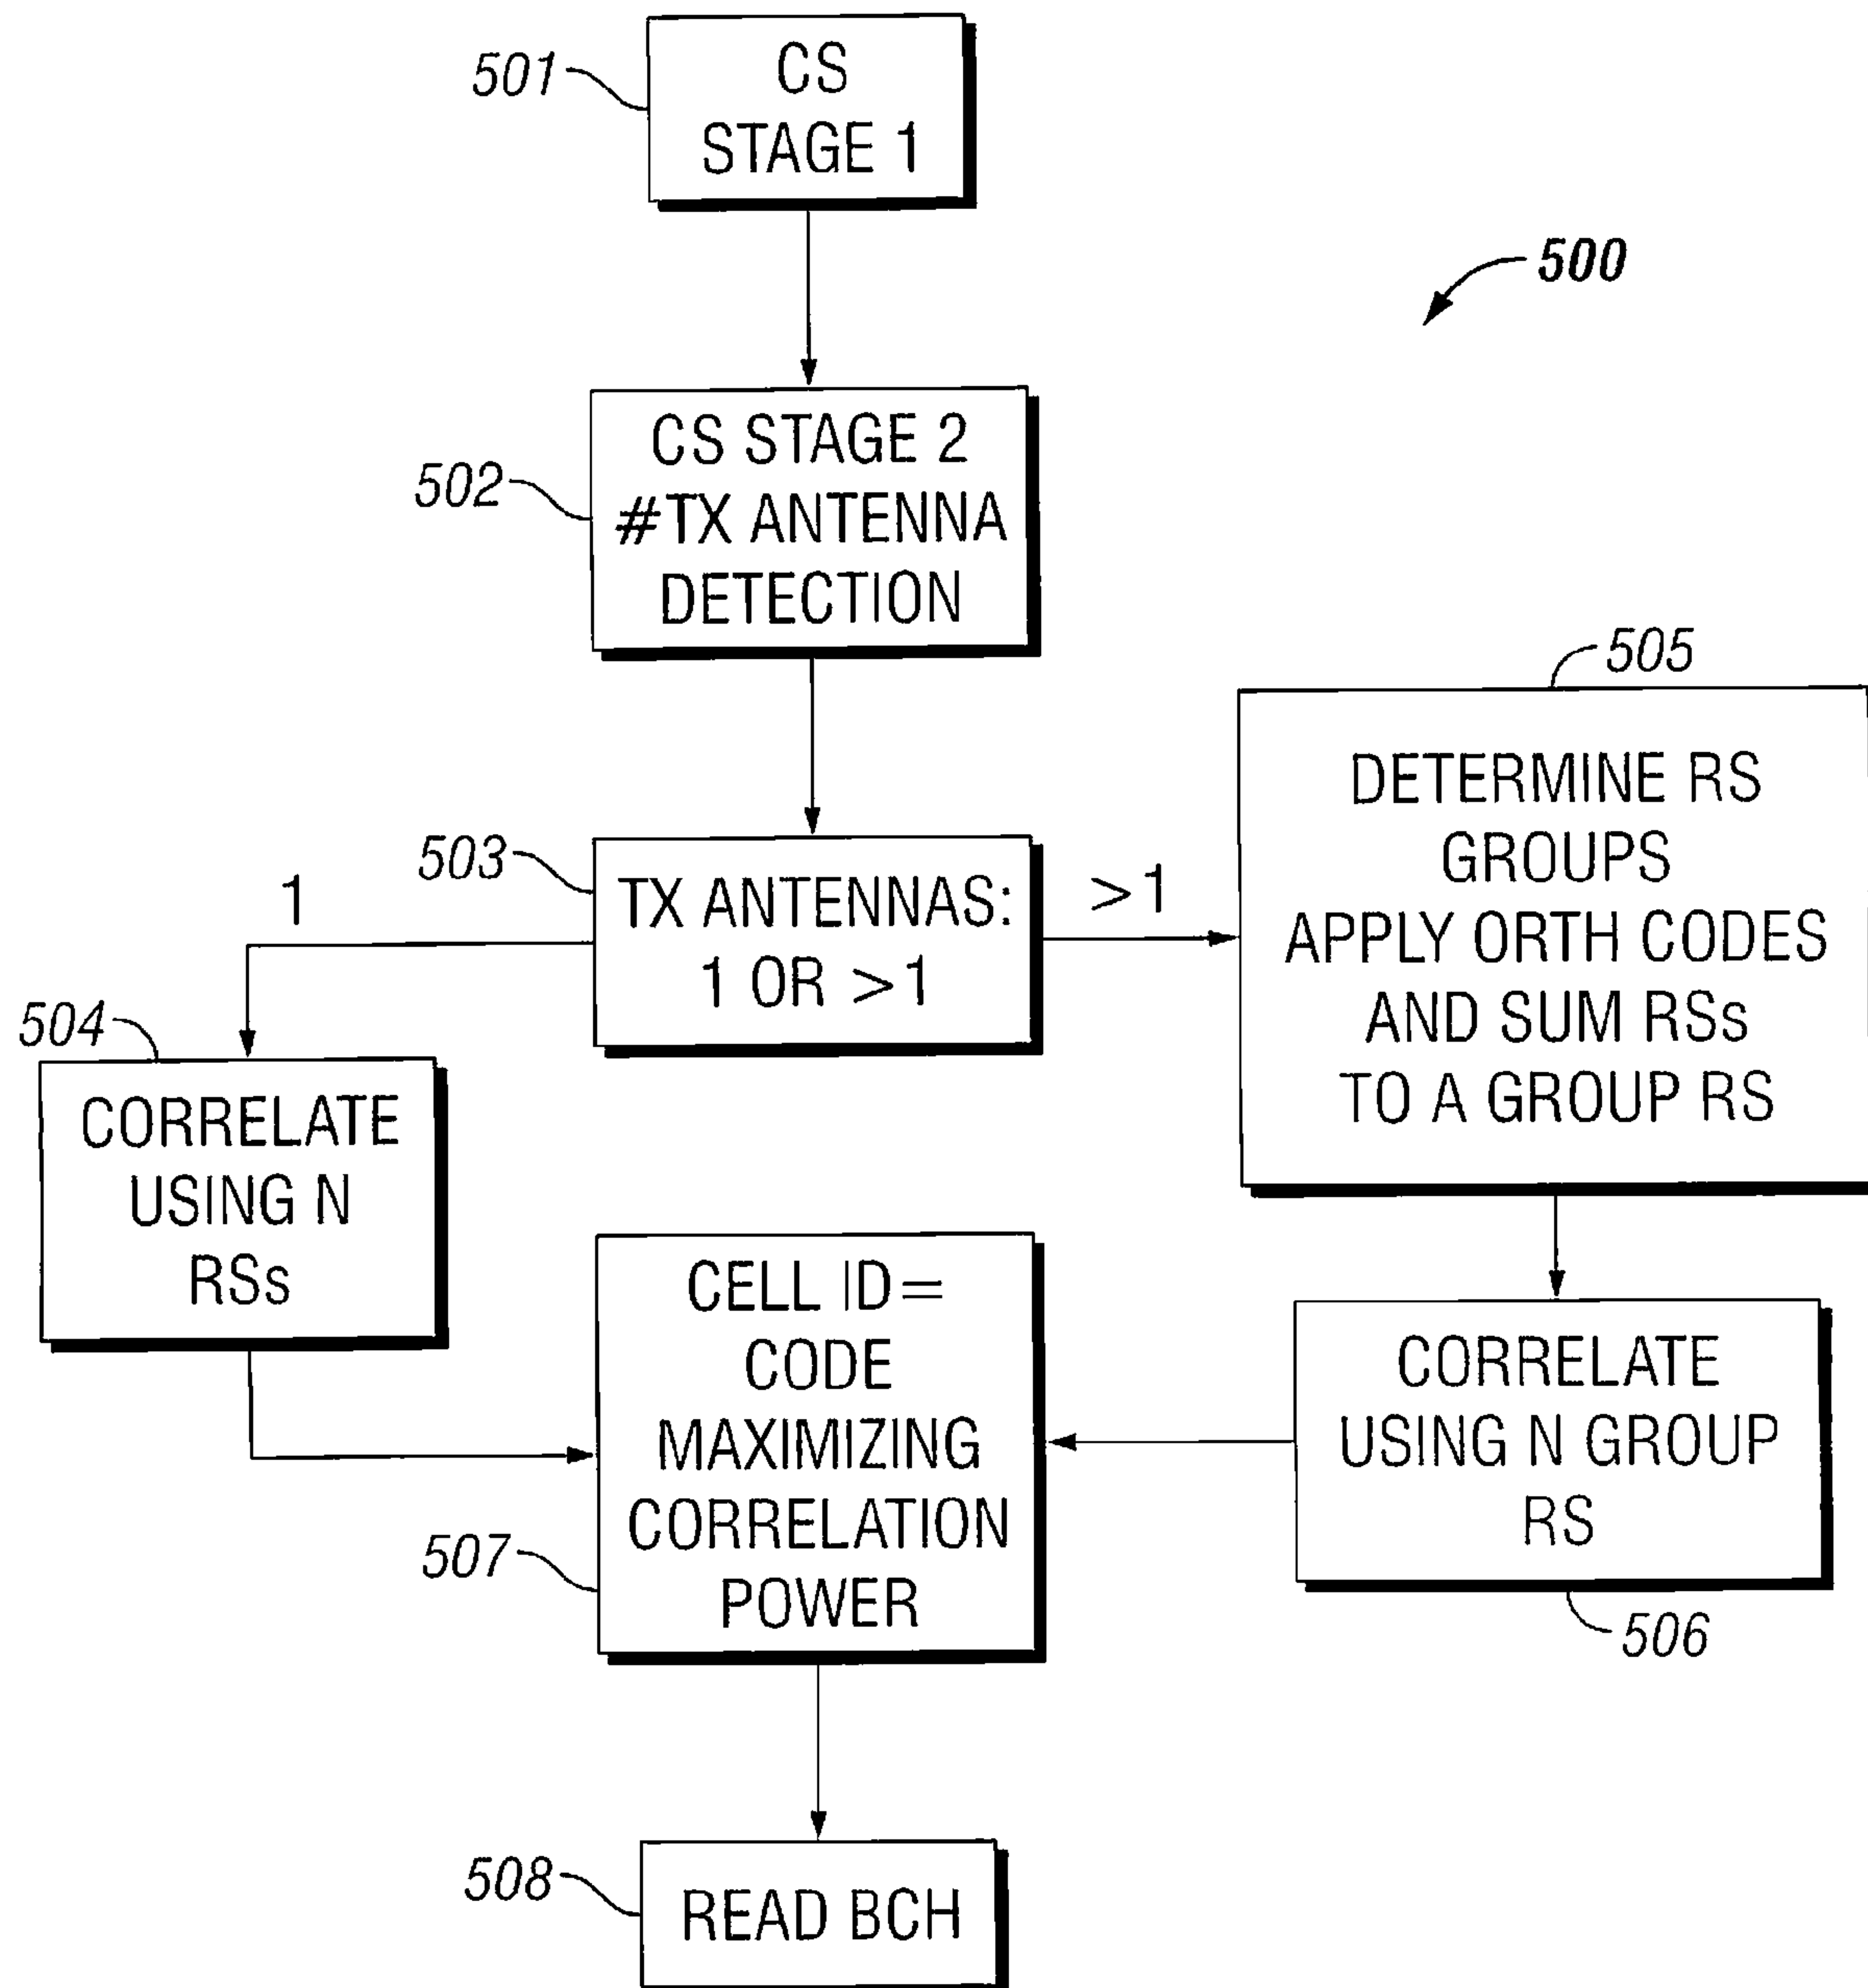 501
CS
STAGE 1
500
502
CS STAGE 2
#TX ANTENNA
DETECTION
503
TX ANTENNAS:
1 OR >1
1
>1
504
CORRELATE
USING N
RSs
505
DETERMINE RS
GROUPS
APPLY ORTH CODES
AND SUM RSs
TO A GROUP RS
506
CORRELATE
USING N GROUP
RS
507
CELL ID=
CODE
MAXIMIZING
CORRELATION
POWER
508
READ BCH